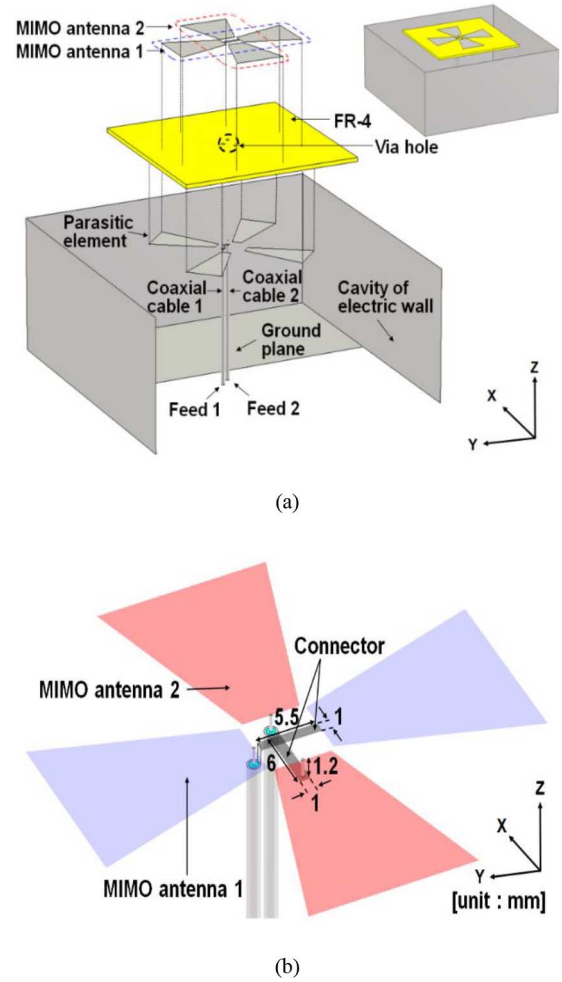 MIMO antenna 2
MIMO antenna 1
FR-4
Via hole
Parasitic
element
Coaxial
cable 1
Coaxial
cable 2
Cavity of
electric wall
Ground
plane
Feed 1
Feed 2
Z
X
Y
(a)
Connector
MIMO antenna 2
5.5
1
6
1.2
1
MIMO antenna 1
Z
X
Y
[unit : mm]
(b)